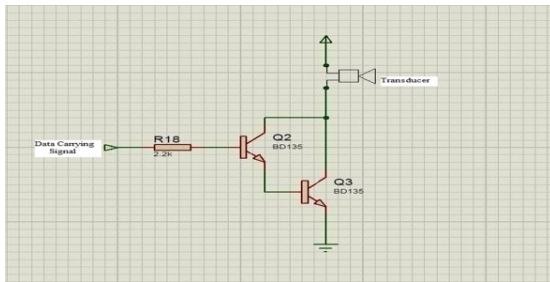 Transducer
R18
Data Carrying
Signal
2.2k
Q2
BD135
Q3
BD135